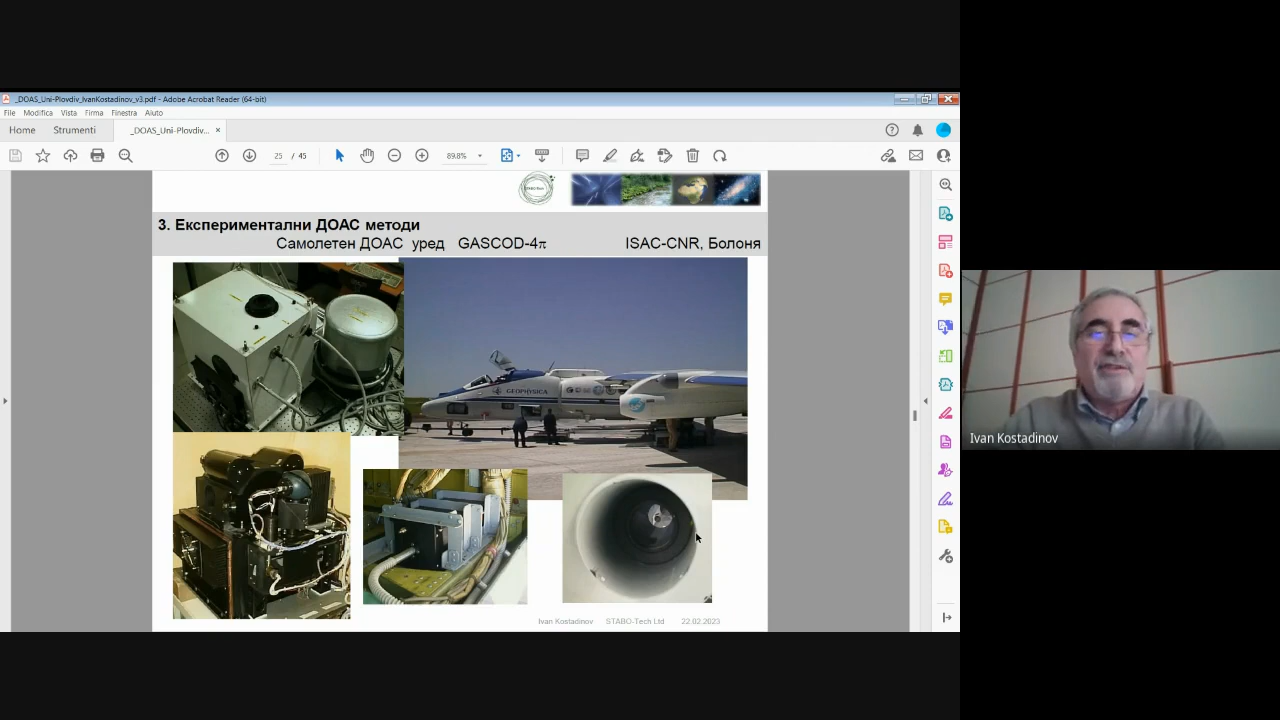 _DOAS_Uni-Plovdiv_IvanKostadinov_v3.pdf - Adobe Acrobat Reader (64-bit)
File Modifica Vista Firma Finestra Aiuto
Home Strumenti _DOAS_Uni-Plovdiv... ×
25 / 45 89.8%
3. Експериментални ДОАС методи
Самолетен ДОАС уред GASCOD-4π ISAC-CNR, Болоня
GEOPHYSICA
Ivan Kostadinov STABO-Tech Ltd 22.02.2023
Ivan Kostadinov